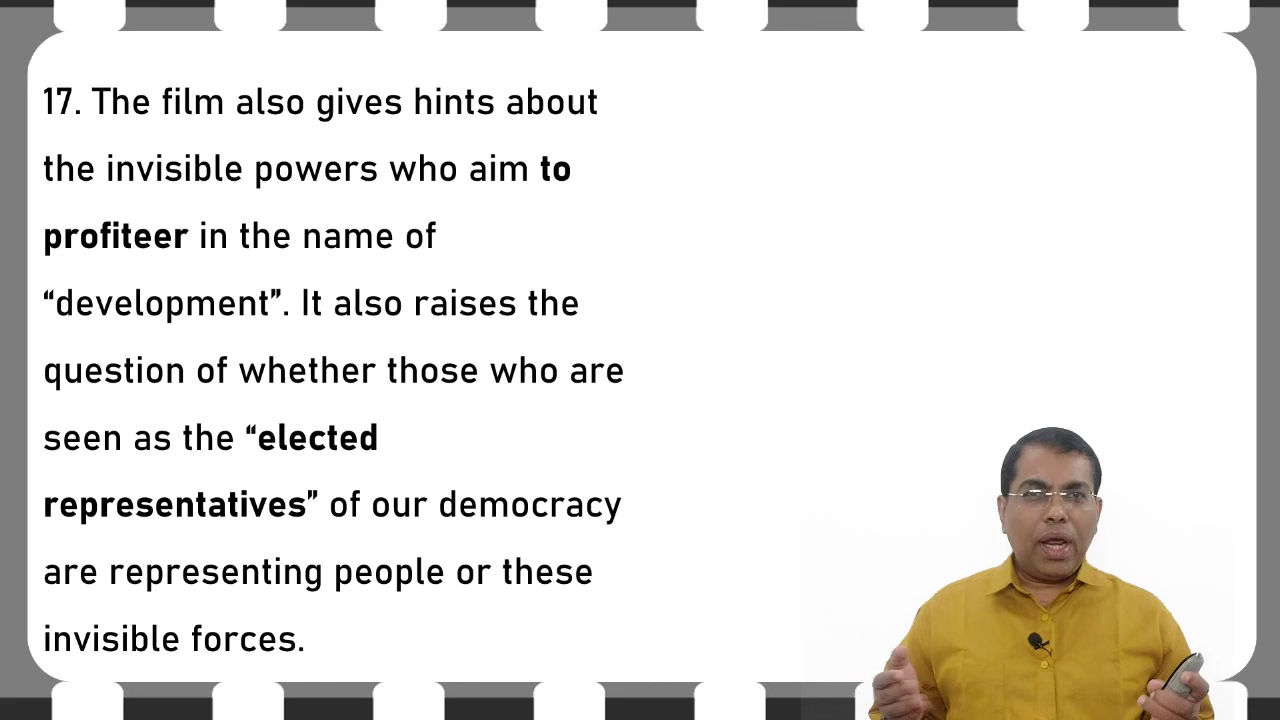 17. The film also gives hints about
the invisible powers who aim to
profiteer in the name of
“development”. It also raises the
question of whether those who are
seen as the “elected
representatives” of our democracy
are representing people or these
invisible forces.